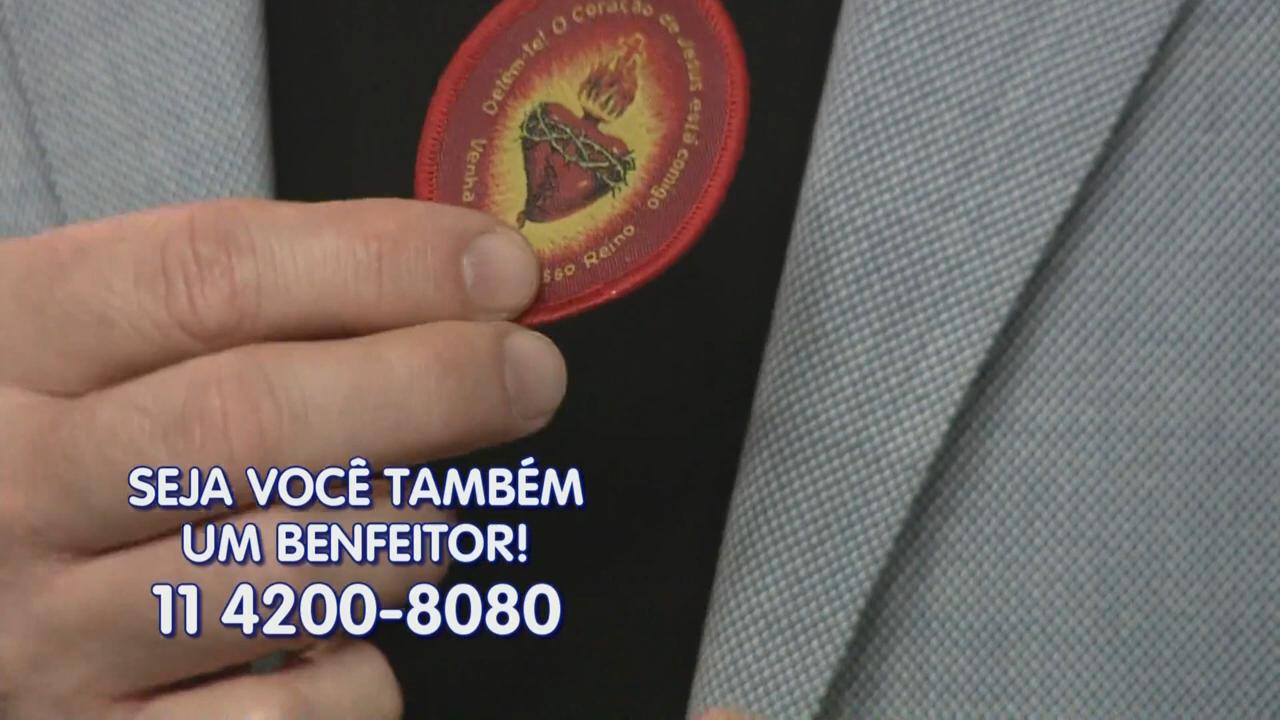 Detém-te! O Coração de Jesus está comigo
Venha
Reino
SEJA VOCÊ TAMBÉM
UM BENFEITOR!
11 4200-8080